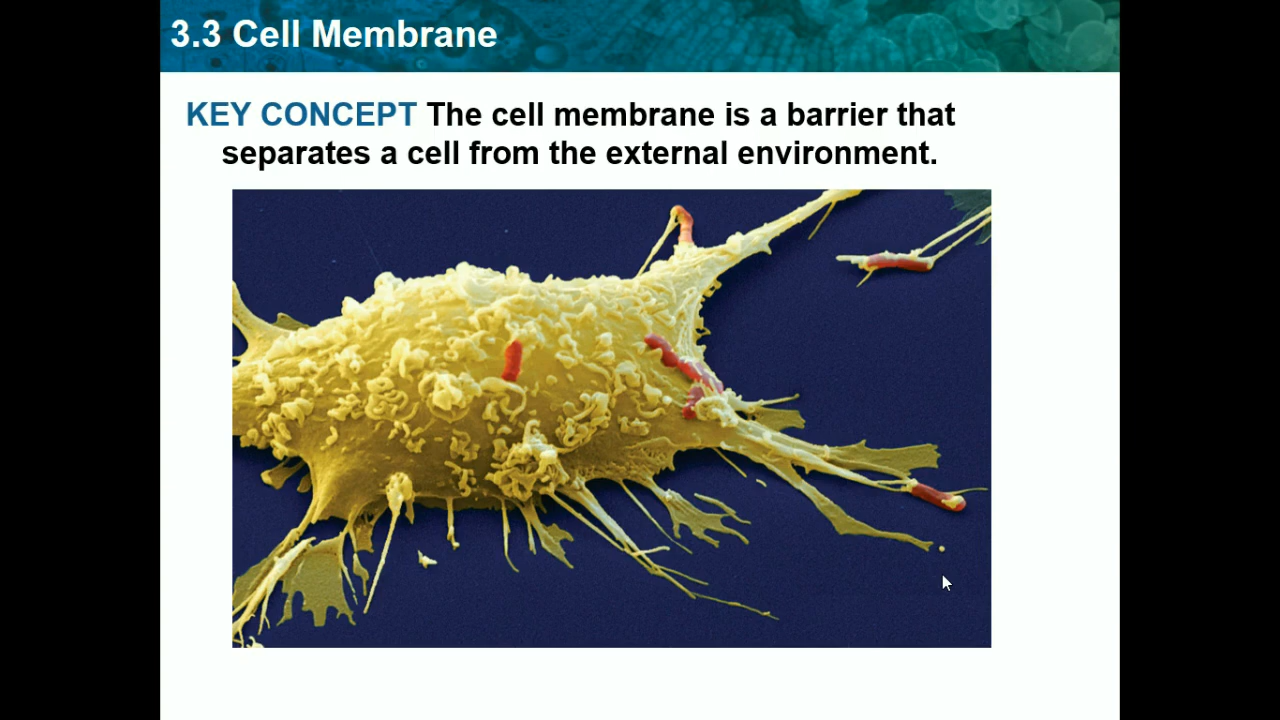 3.3 Cell Membrane
KEY CONCEPT The cell membrane is a barrier that
separates a cell from the external environment.